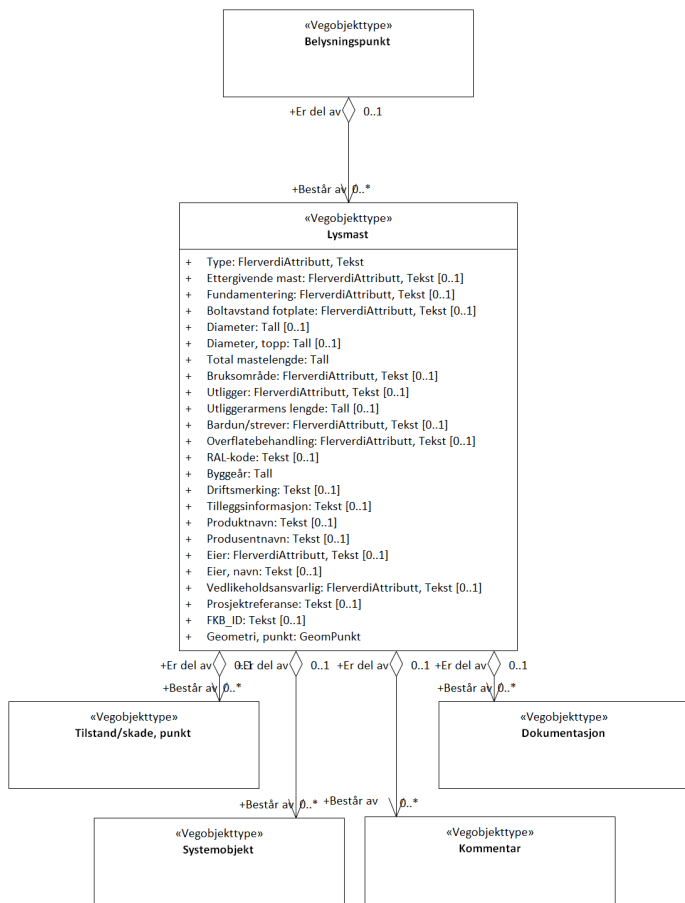 «Vegobjekttype»
Belysningspunkt
+Er del av 0..1
+Består av 0..*
«Vegobjekttype»
Lysmast
+ Type: FlerverdiAttributt, Tekst
+ Ettergivende mast: FlerverdiAttributt, Tekst [0..1]
+ Fundamentering: FlerverdiAttributt, Tekst [0..1]
+ Boltavstand fotplate: FlerverdiAttributt, Tekst [0..1]
+ Diameter: Tall [0..1]
+ Diameter, topp: Tall [0..1]
+ Total mastelengde: Tall
+ Bruksområde: FlerverdiAttributt, Tekst [0..1]
+ Utligger: FlerverdiAttributt, Tekst [0..1]
+ Utliggerarmens lengde: Tall [0..1]
+ Bardun/strever: FlerverdiAttributt, Tekst [0..1]
+ Overflatebehandling: FlerverdiAttributt, Tekst [0..1]
+ RAL-kode: Tekst [0..1]
+ Byggeår: Tall
+ Driftsmerking: Tekst [0..1]
+ Tilleggsinformasjon: Tekst [0..1]
+ Produktnavn: Tekst [0..1]
+ Produsentnavn: Tekst [0..1]
+ Eier: FlerverdiAttributt, Tekst [0..1]
+ Eier, navn: Tekst [0..1]
+ Vedlikeholdsansvarlig: FlerverdiAttributt, Tekst [0..1]
+ Prosjektreferanse: Tekst [0..1]
+ FKB_ID: Tekst [0..1]
+ Geometri, punkt: GeomPunkt
+Er del av 0..1 +Er del av 0..1 +Er del av 0..1 +Er del av 0..1
+Består av 0..* +Består av 0..*
«Vegobjekttype» «Vegobjekttype»
Tilstand/skade, punkt Dokumentasjon
+Består av 0..* +Består av 0..*
«Vegobjekttype» «Vegobjekttype»
Systemobjekt Kommentar